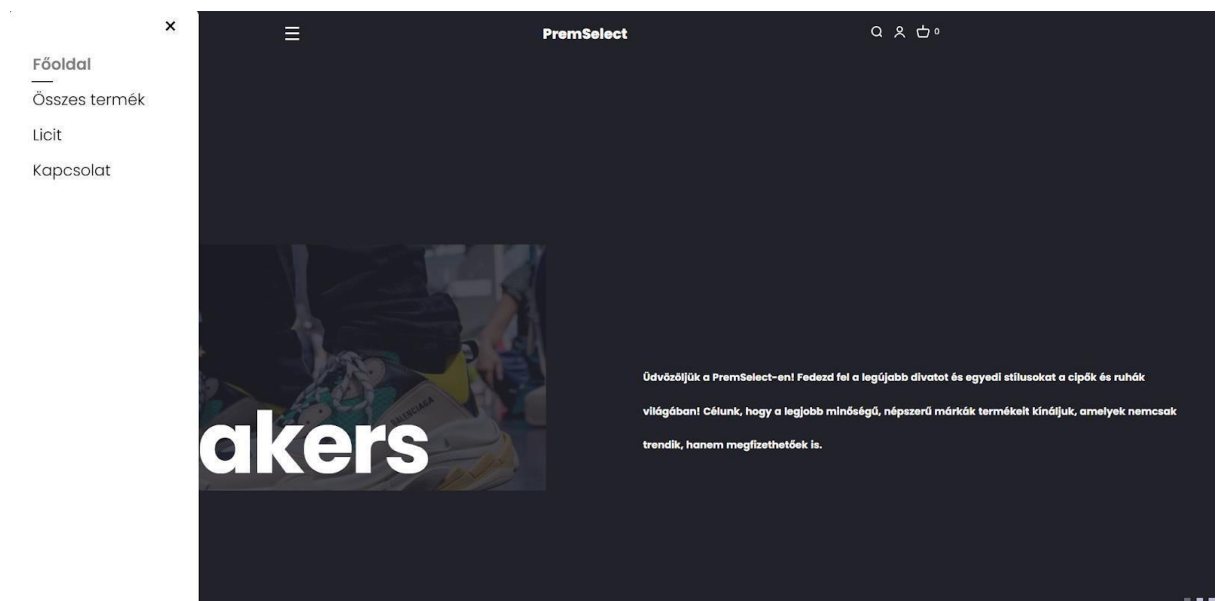 ×
PremSelect
0
Főoldal
Összes termék
Licit
Kapcsolat
BALENCIAGA
akers
Üdvözöljük a PremSelect-en! Fedezd fel a legújabb divatot és egyedi stílusokat a cipők és ruhák
világában! Célunk, hogy a legjobb minőségű, népszerű márkák termékeit kínáljuk, amelyek nemcsak
trendik, hanem megfizethetőek is.